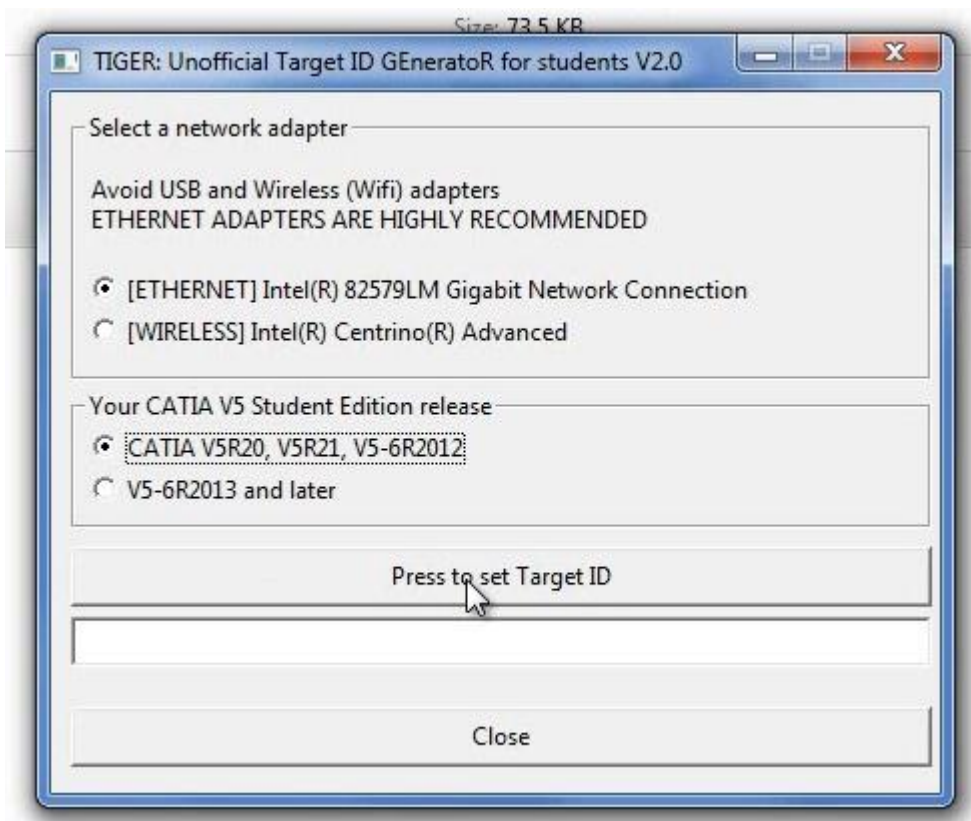 Size: 73.5 KB
TIGER: Unofficial Target ID GEneratoR for students V2.0
Select a network adapter
Avoid USB and Wireless (Wifi) adapters
ETHERNET ADAPTERS ARE HIGHLY RECOMMENDED
[ETHERNET] Intel(R) 82579LM Gigabit Network Connection
[WIRELESS] Intel(R) Centrino(R) Advanced
Your CATIA V5 Student Edition release
CATIA V5R20, V5R21, V5-6R2012
V5-6R2013 and later
Press to set Target ID
Close